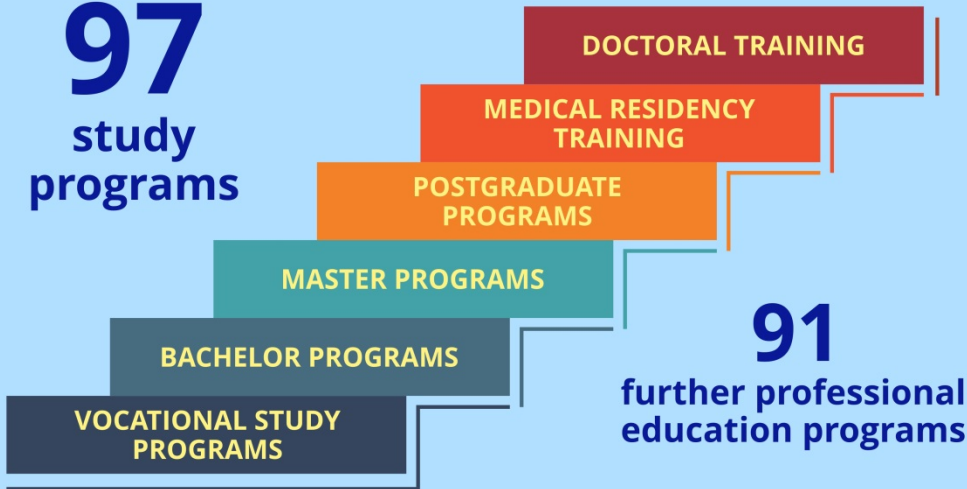 97
study
programs
DOCTORAL TRAINING
MEDICAL RESIDENCY
TRAINING
POSTGRADUATE
PROGRAMS
MASTER PROGRAMS
BACHELOR PROGRAMS
VOCATIONAL STUDY
PROGRAMS
91
further professional
education programs